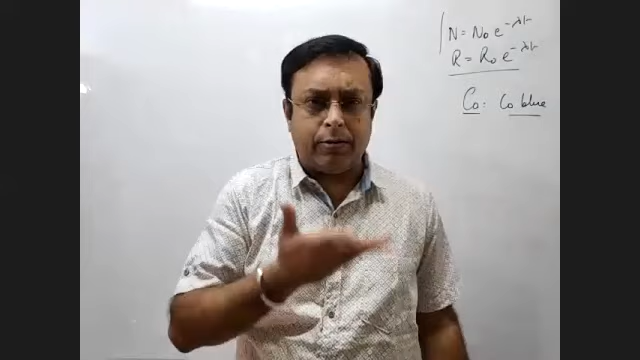 N = N₀ e^-λt
R = R₀ e^-λt
Co : Co blue